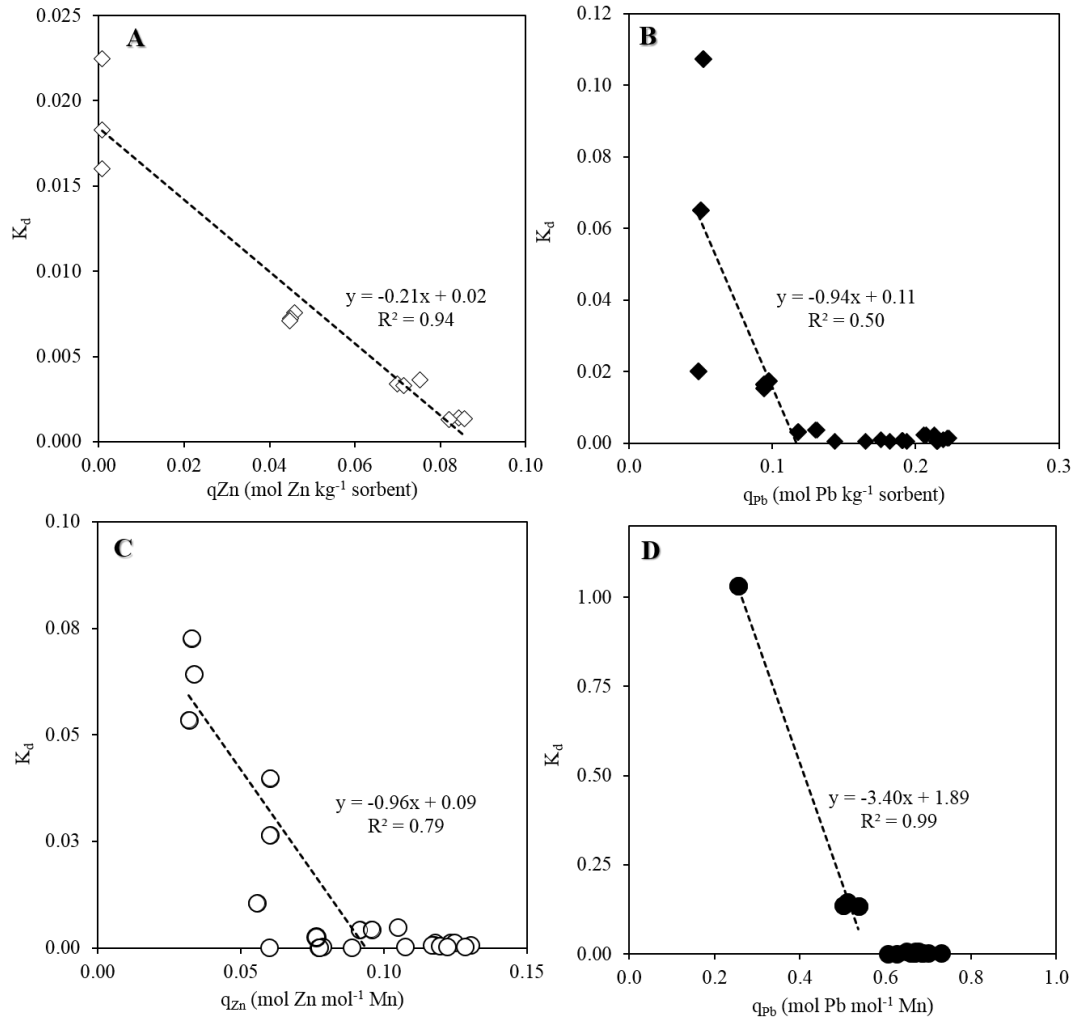 A
0.025
0.020
0.015
0.010
0.005
0.000
K_d
y = -0.21x + 0.02
R² = 0.94
0.00 0.02 0.04 0.06 0.08 0.10
qZn (mol Zn kg⁻¹ sorbent)
B
0.12
0.10
0.08
0.06
0.04
0.02
0.00
K_d
y = -0.94x + 0.11
R² = 0.50
0.0 0.1 0.2 0.3
q_Pb (mol Pb kg⁻¹ sorbent)
C
0.10
0.08
0.05
0.03
0.00
K_d
y = -0.96x + 0.09
R² = 0.79
0.00 0.05 0.10 0.15
q_Zn (mol Zn mol⁻¹ Mn)
D
1.00
0.75
0.50
0.25
0.00
K_d
y = -3.40x + 1.89
R² = 0.99
0.0 0.2 0.4 0.6 0.8 1.0
q_Pb (mol Pb mol⁻¹ Mn)